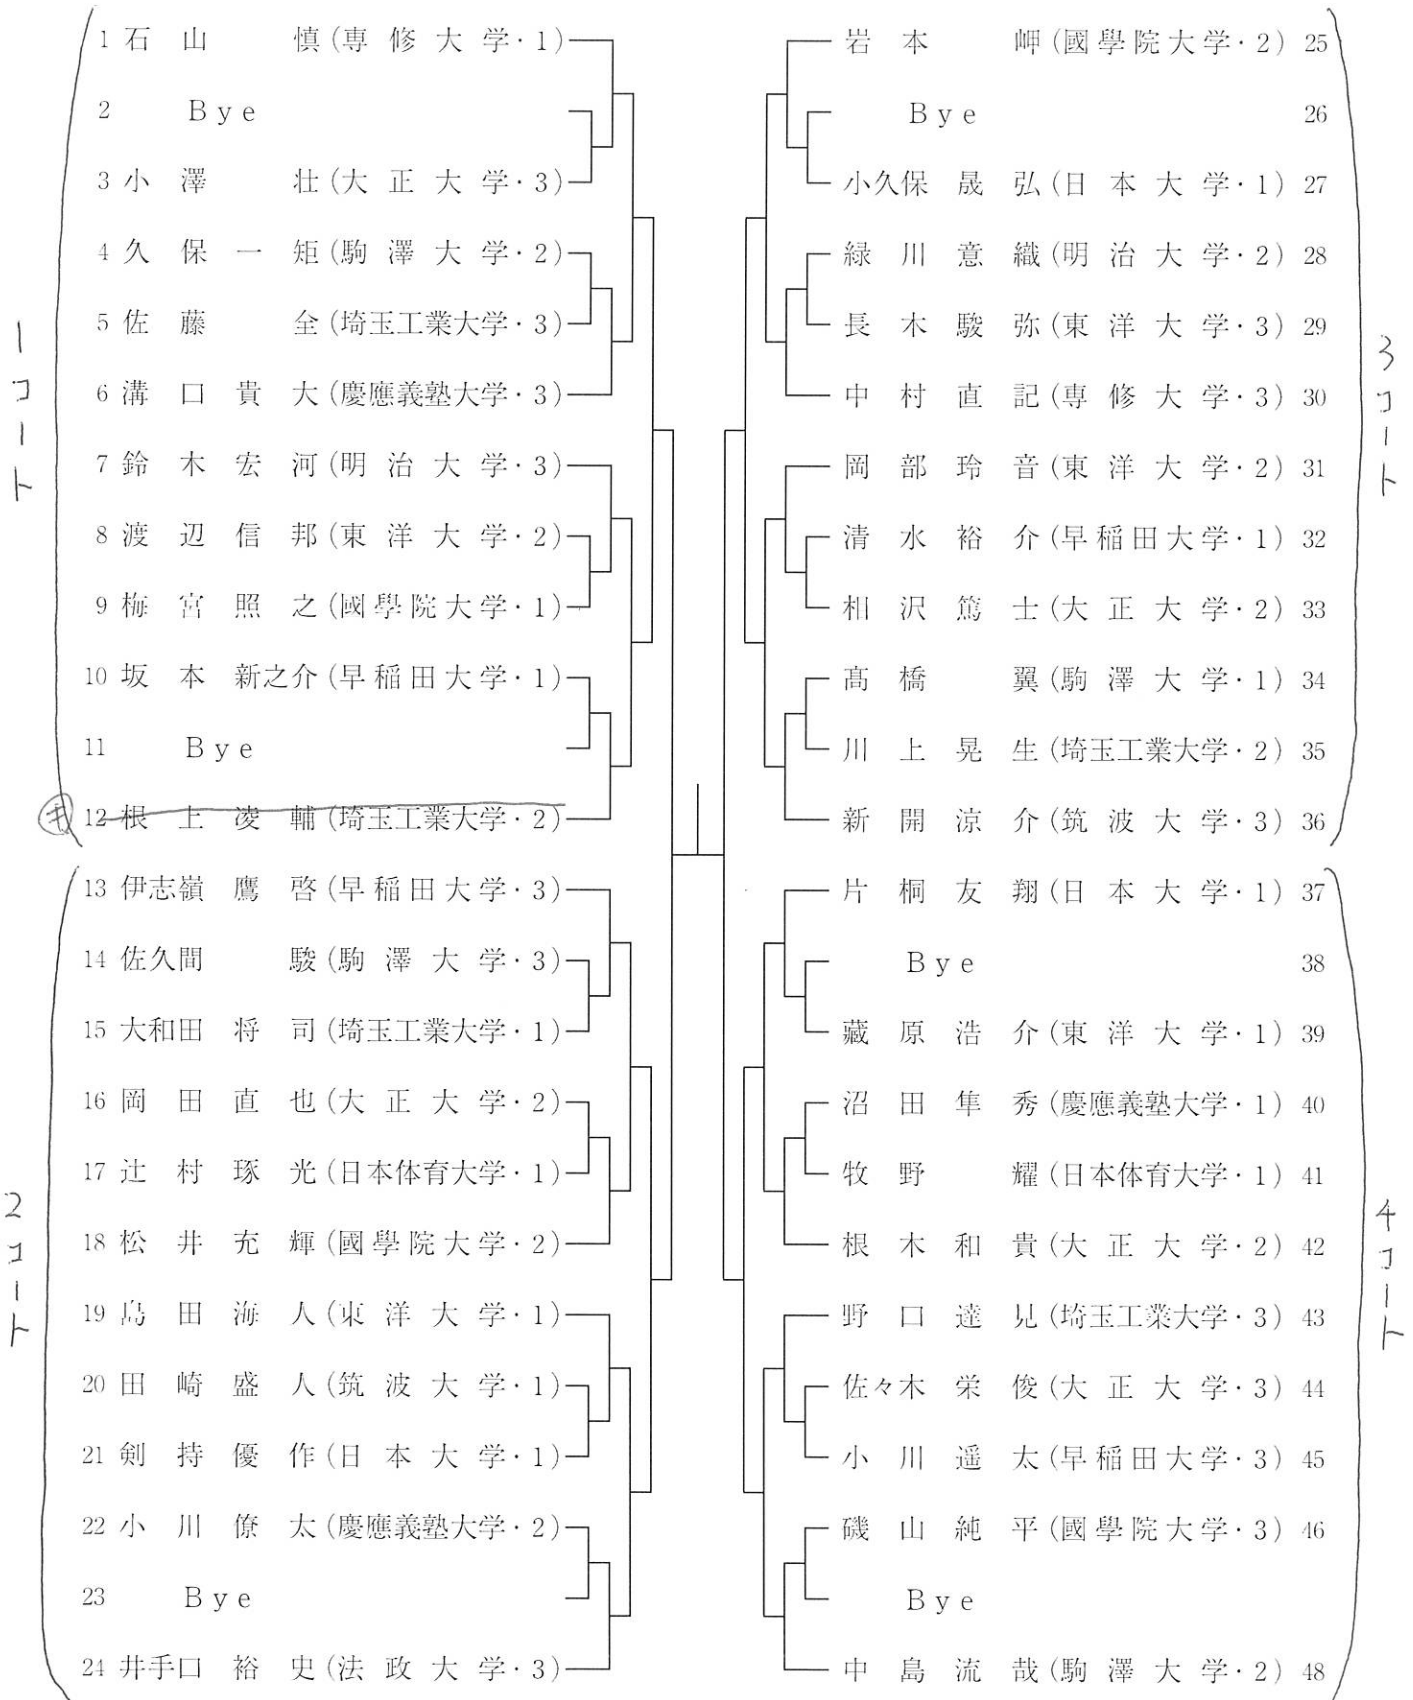 1コート
1 石山 慎(専修大学・1)
2 Bye
3 小澤 壮(大正大学・3)
4 久保一矩(駒澤大学・2)
5 佐藤 全(埼玉工業大学・3)
6 溝口貴大(慶應義塾大学・3)
7 鈴木宏河(明治大学・3)
8 渡辺信邦(東洋大学・2)
9 梅宮照之(國學院大学・1)
10 坂本新之介(早稲田大学・1)
11 Bye
キ 12 根上凌輔(埼玉工業大学・2)
2コート
13 伊志嶺鷹啓(早稲田大学・3)
14 佐久間 駿(駒澤大学・3)
15 大和田将司(埼玉工業大学・1)
16 岡田直也(大正大学・2)
17 辻村琢光(日本体育大学・1)
18 松井充輝(國學院大学・2)
19 島田海人(東洋大学・1)
20 田崎盛人(筑波大学・1)
21 剣持優作(日本大学・1)
22 小川僚太(慶應義塾大学・2)
23 Bye
24 井手口裕史(法政大学・3)
3コート
岩本 岬(國學院大学・2) 25
Bye 26
小久保晟弘(日本大学・1) 27
緑川意織(明治大学・2) 28
長木駿弥(東洋大学・3) 29
中村直記(専修大学・3) 30
岡部玲音(東洋大学・2) 31
清水裕介(早稲田大学・1) 32
相沢篤士(大正大学・2) 33
髙橋 翼(駒澤大学・1) 34
川上晃生(埼玉工業大学・2) 35
新開涼介(筑波大学・3) 36
4コート
片桐友翔(日本大学・1) 37
Bye 38
藏原浩介(東洋大学・1) 39
沼田隼秀(慶應義塾大学・1) 40
牧野 耀(日本体育大学・1) 41
根木和貴(大正大学・2) 42
野口達見(埼玉工業大学・3) 43
佐々木栄俊(大正大学・3) 44
小川遥太(早稲田大学・3) 45
磯山純平(國學院大学・3) 46
Bye
中島流哉(駒澤大学・2) 48